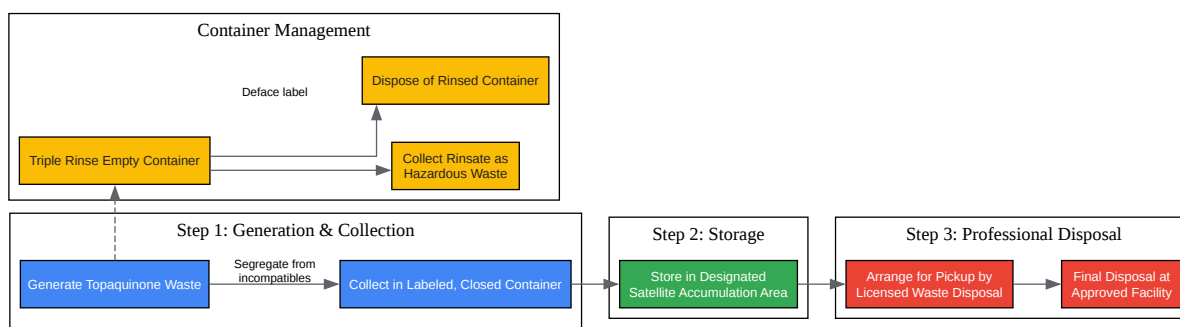 Container Management
Dispose of Rinsed Container
Deface label
Triple Rinse Empty Container
Collect Rinsate as
Hazardous Waste
Step 1: Generation & Collection
Generate Topaquinone Waste
Segregate from
incompatibles
Collect in Labeled, Closed Container
Step 2: Storage
Store in Designated
Satellite Accumulation Area
Step 3: Professional Disposal
Arrange for Pickup by
Licensed Waste Disposal
Final Disposal at
Approved Facility